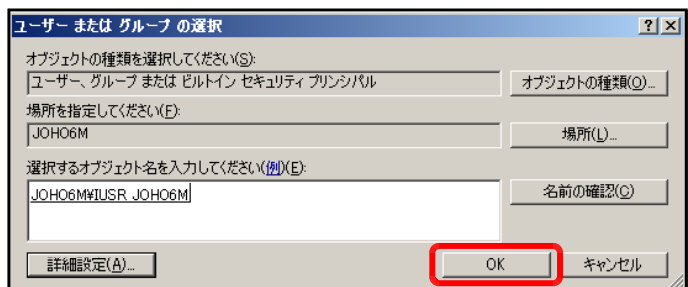 ユーザー または グループ の選択
オブジェクトの種類を選択してください(S):
ユーザー、グループ または ビルトイン セキュリティ プリンシパル
オブジェクトの種類(O)...
場所を指定してください(F):
JOHO6M
場所(L)...
選択するオブジェクト名を入力してください(例)(E):
JOHO6M¥IUSR_JOHO6M
名前の確認(C)
詳細設定(A)...
OK
キャンセル